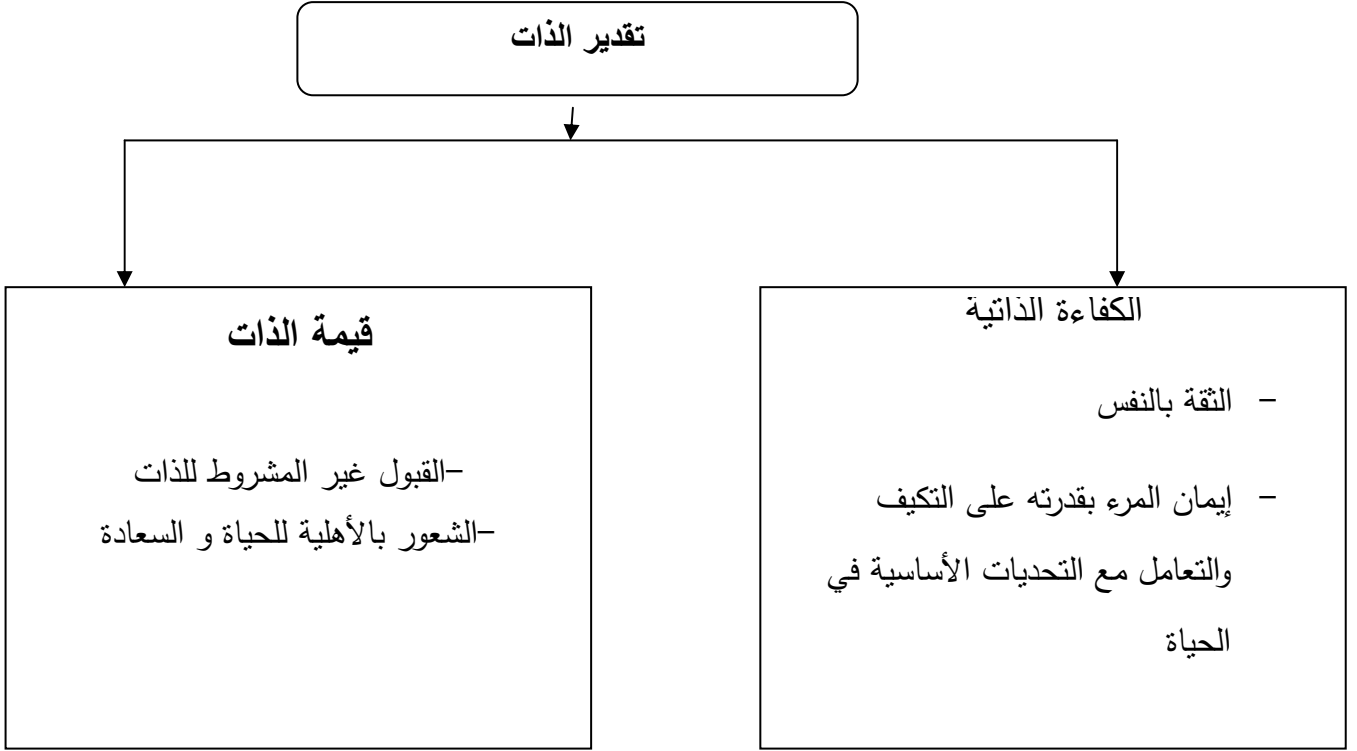 تقدير الذات
الكفاءة الذاتية
– الثقة بالنفس
– إيمان المرء بقدرته على التكيف
والتعامل مع التحديات الأساسية في
الحياة
قيمة الذات
–القبول غير المشروط للذات
–الشعور بالأهلية للحياة و السعادة